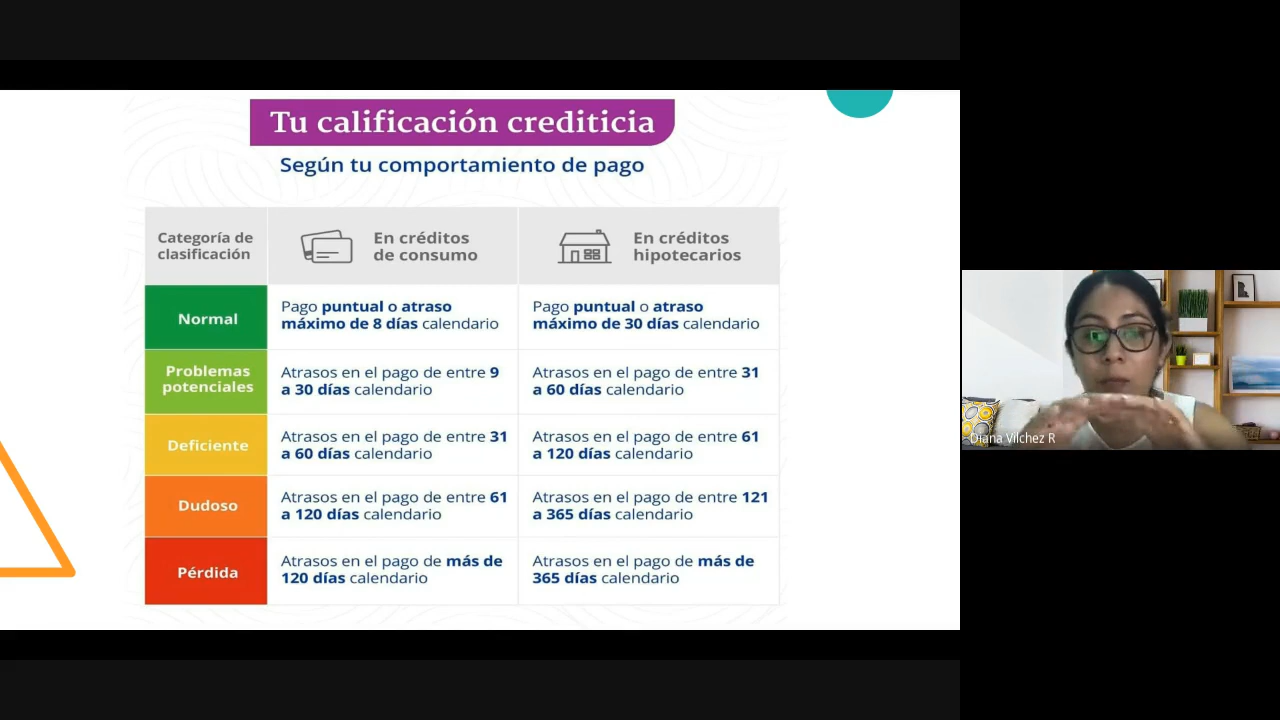 Tu calificación crediticia
Según tu comportamiento de pago
Categoría de
clasificación
En créditos
de consumo
En créditos
hipotecarios
Normal
Pago puntual o atraso
máximo de 8 días calendario
Pago puntual o atraso
máximo de 30 días calendario
Problemas
potenciales
Atrasos en el pago de entre 9
a 30 días calendario
Atrasos en el pago de entre 31
a 60 días calendario
Deficiente
Atrasos en el pago de entre 31
a 60 días calendario
Atrasos en el pago de entre 61
a 120 días calendario
Dudoso
Atrasos en el pago de entre 61
a 120 días calendario
Atrasos en el pago de entre 121
a 365 días calendario
Pérdida
Atrasos en el pago de más de
120 días calendario
Atrasos en el pago de más de
365 días calendario
Diana Vilchez R